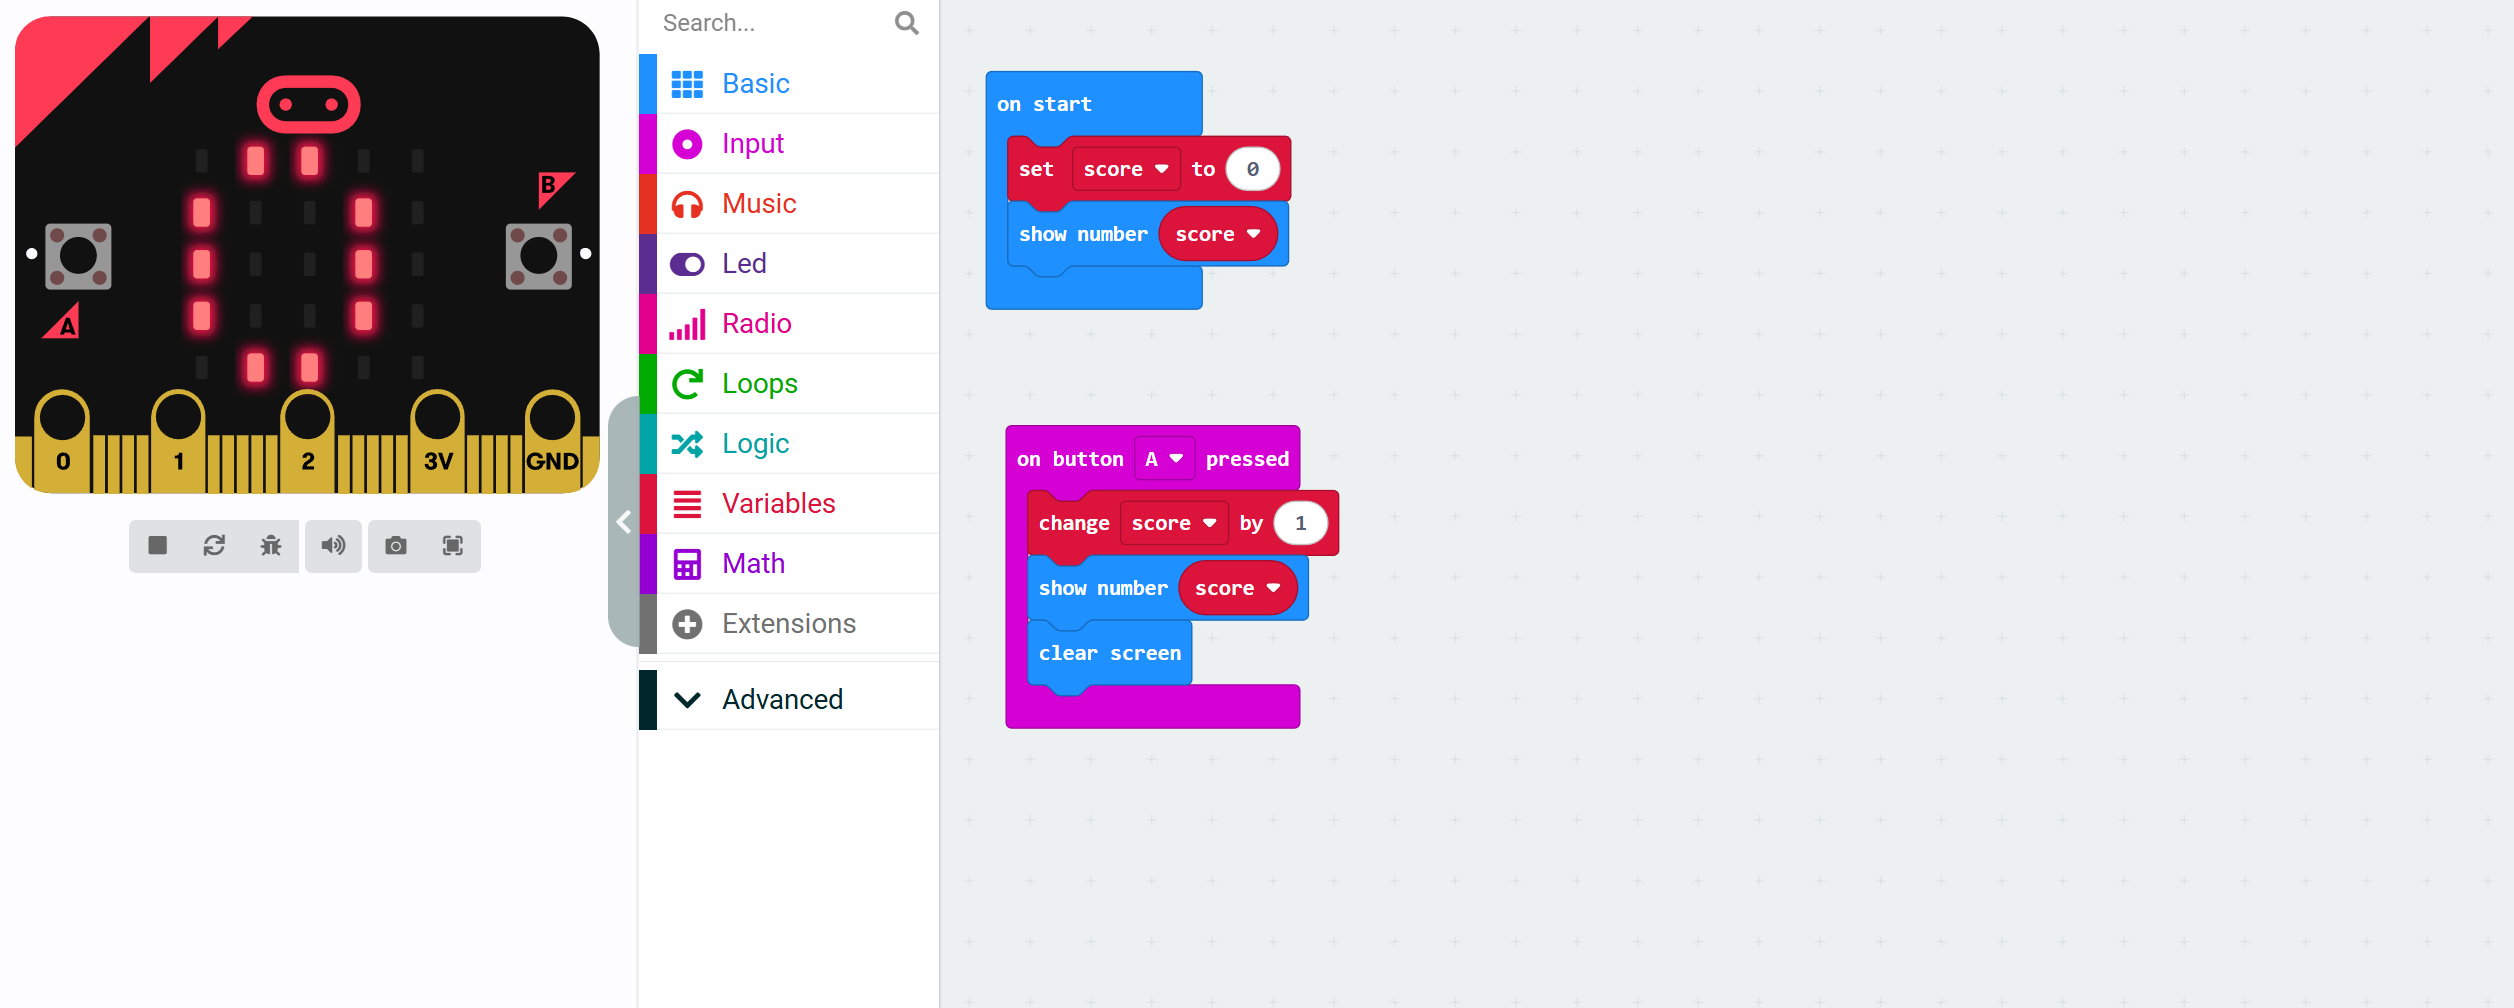 B
A
0 1 2 3V GND
Search...
Basic
Input
Music
Led
Radio
Loops
Logic
Variables
Math
Extensions
Advanced
on start
set score to 0
show number score
on button A pressed
change score by 1
show number score
clear screen